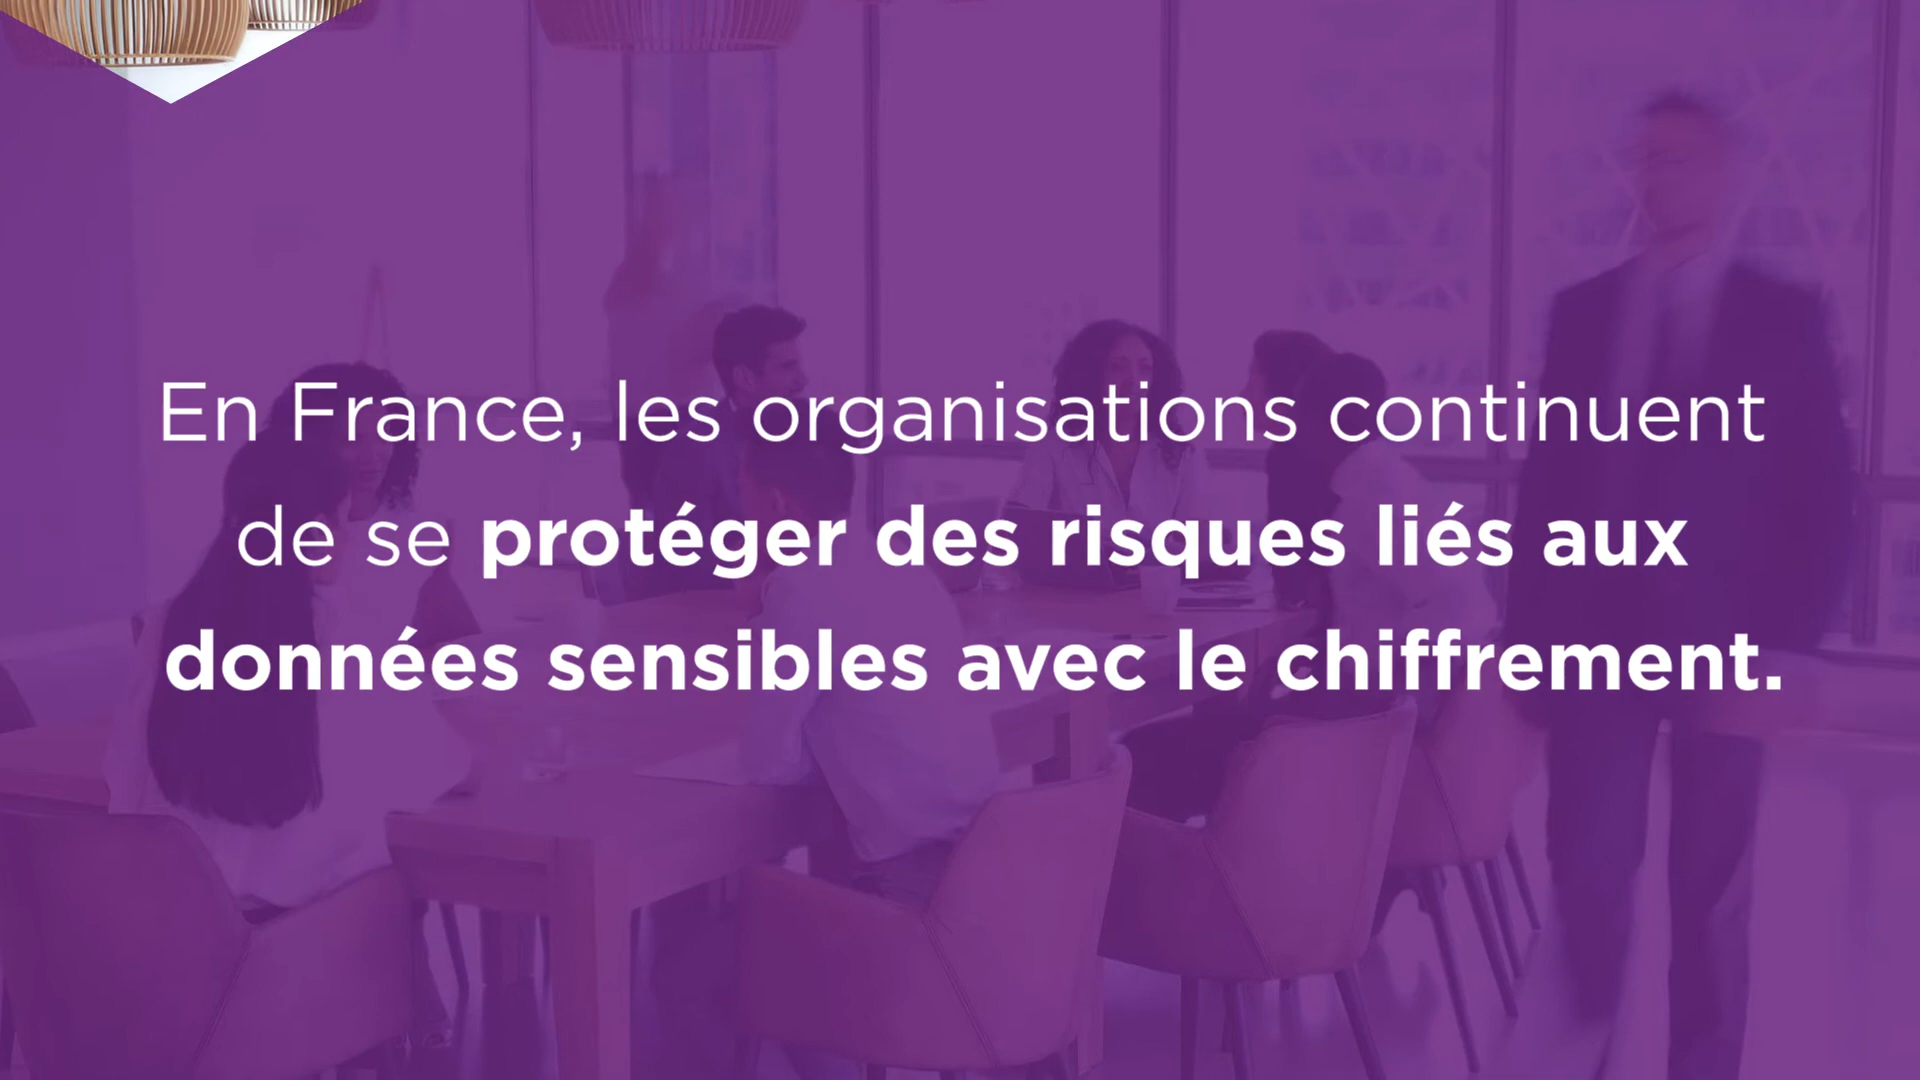 En France, les organisations continuent
de se protéger des risques liés aux
données sensibles avec le chiffrement.